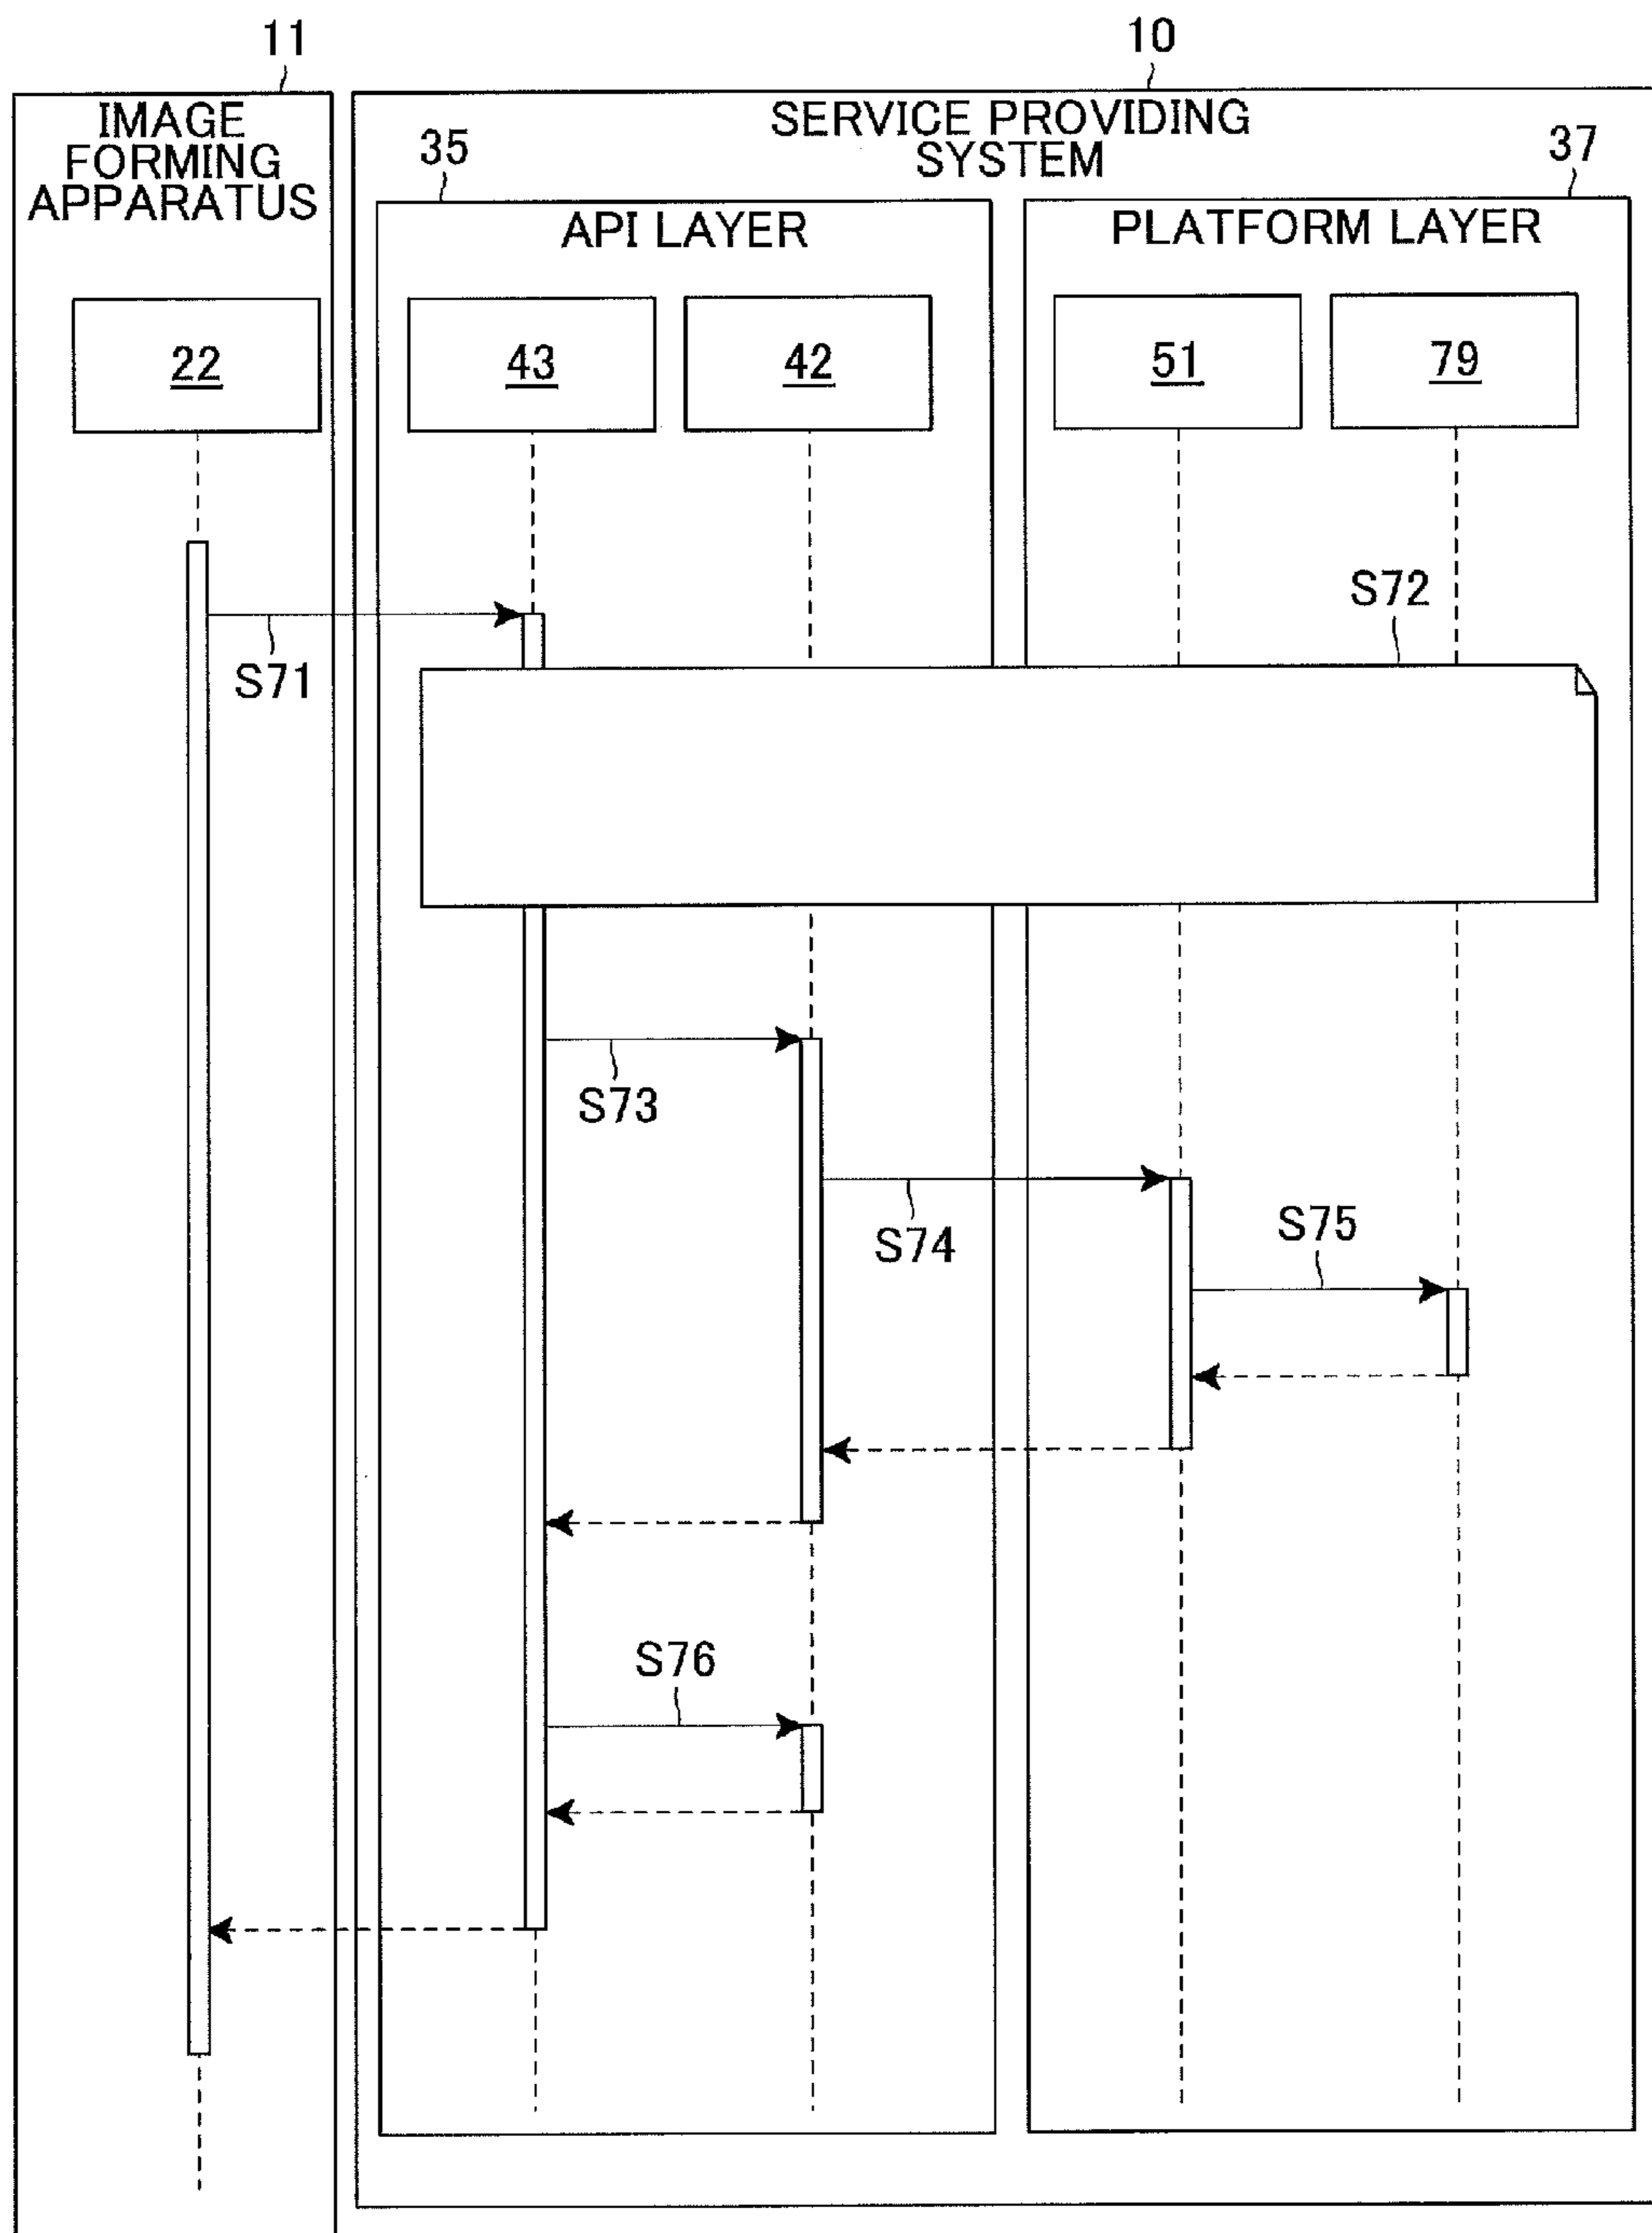 11
10
IMAGE
FORMING
APPARATUS
SERVICE PROVIDING
SYSTEM
35
37
API LAYER
PLATFORM LAYER
22
43
42
51
79
S72
S71
S73
S74
S75
S76